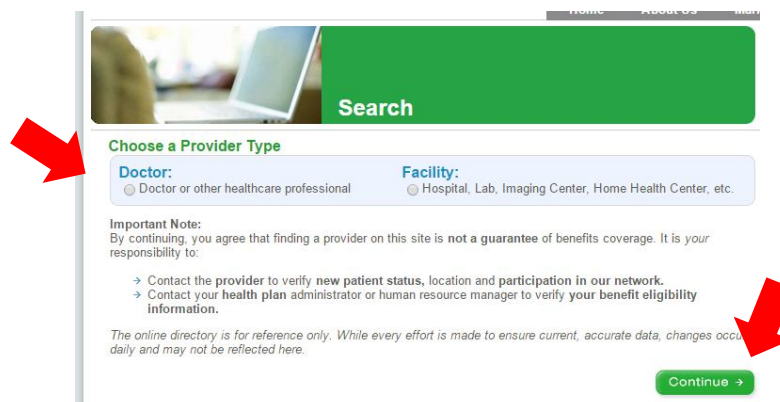 Home About Us
Search
Choose a Provider Type
Doctor: Facility:
Doctor or other healthcare professional Hospital, Lab, Imaging Center, Home Health Center, etc.
Important Note:
By continuing, you agree that finding a provider on this site is not a guarantee of benefits coverage. It is your
responsibility to:
→ Contact the provider to verify new patient status, location and participation in our network.
→ Contact your health plan administrator or human resource manager to verify your benefit eligibility
information.
The online directory is for reference only. While every effort is made to ensure current, accurate data, changes
daily and may not be reflected here.
Continue →